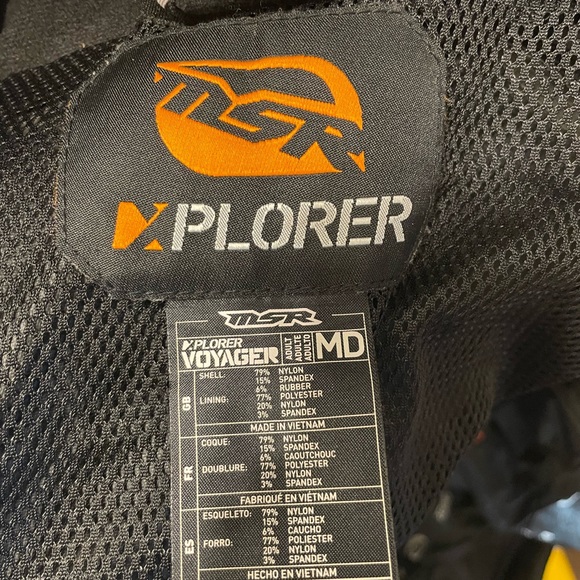 MSR
XPLORER
MSR
XPLORER
VOYAGER
ADULT
ADULTE
ADULTO
MD
GB
SHELL: 79% NYLON
15% SPANDEX
6% RUBBER
LINING: 77% POLYESTER
20% NYLON
3% SPANDEX
MADE IN VIETNAM
FR
COQUE: 79% NYLON
15% SPANDEX
6% CAOUTCHOUC
DOUBLURE: 77% POLYESTER
20% NYLON
3% SPANDEX
FABRIQUÉ EN VIÉTNAM
ES
ESQUELETO: 79% NYLON
15% SPANDEX
6% CAUCHO
FORRO: 77% POLIESTER
20% NYLON
3% SPANDEX
HECHO EN VIETNAM